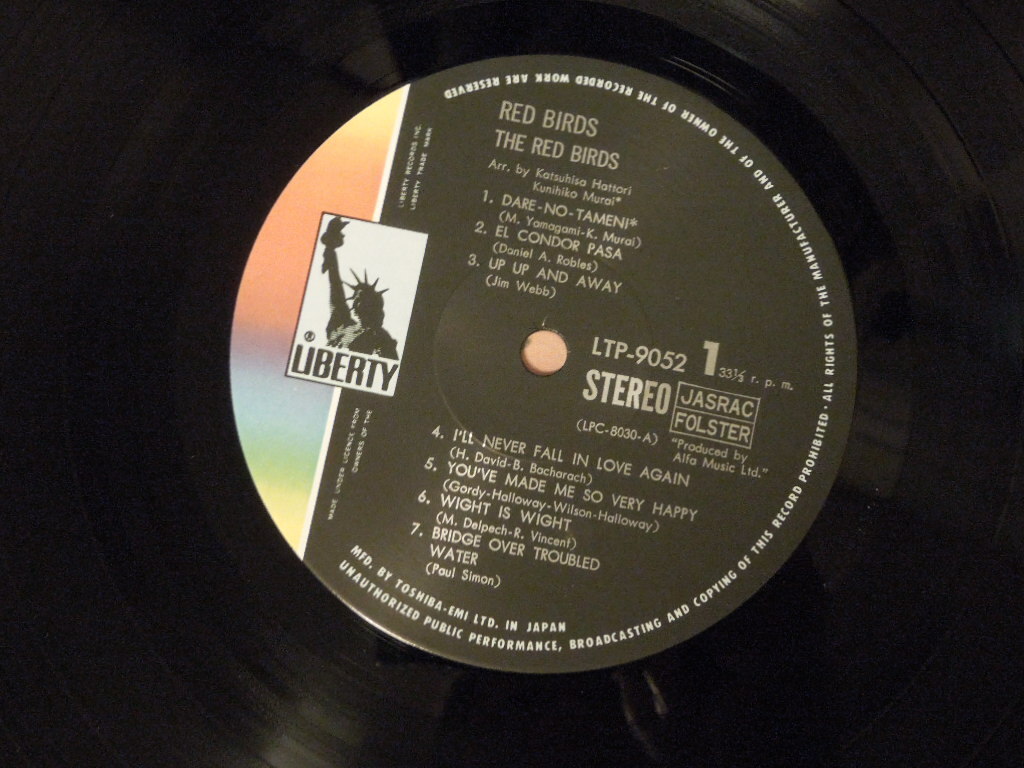 RED BIRDS
THE RED BIRDS
Arr. by Katsuhisa Hattori
Kunihiko Murai*
1. DARE-NO-TAMENI*
(M. Yamagami-K. Murai)
2. EL CONDOR PASA
(Daniel A. Robles)
3. UP UP AND AWAY
(Jim Webb)
LIBERTY RECORDS INC.
LIBERTY TRADE MARK
®
LIBERTY
MADE UNDER LICENCE FROM
OWNERS OF THE
LTP-9052 1 33⅓ r. p. m.
STEREO
JASRAC
FOLSTER
(LPC-8030-A)
"Produced by
Alfa Music Ltd."
4. I'LL NEVER FALL IN LOVE AGAIN
(H. David-B. Bacharach)
5. YOU'VE MADE ME SO VERY HAPPY
(Gordy-Halloway-Wilson-Halloway)
6. WIGHT IS WIGHT
(M. Delpech-R. Vincent)
7. BRIDGE OVER TROUBLED
WATER
(Paul Simon)
MFD. BY TOSHIBA-EMI LTD. IN JAPAN
UNAUTHORIZED PUBLIC PERFORMANCE, BROADCASTING AND COPYING OF THIS RECORD PROHIBITED · ALL RIGHTS OF THE MANUFACTURER AND OF THE OWNER OF THE RECORDED WORK ARE RESERVED